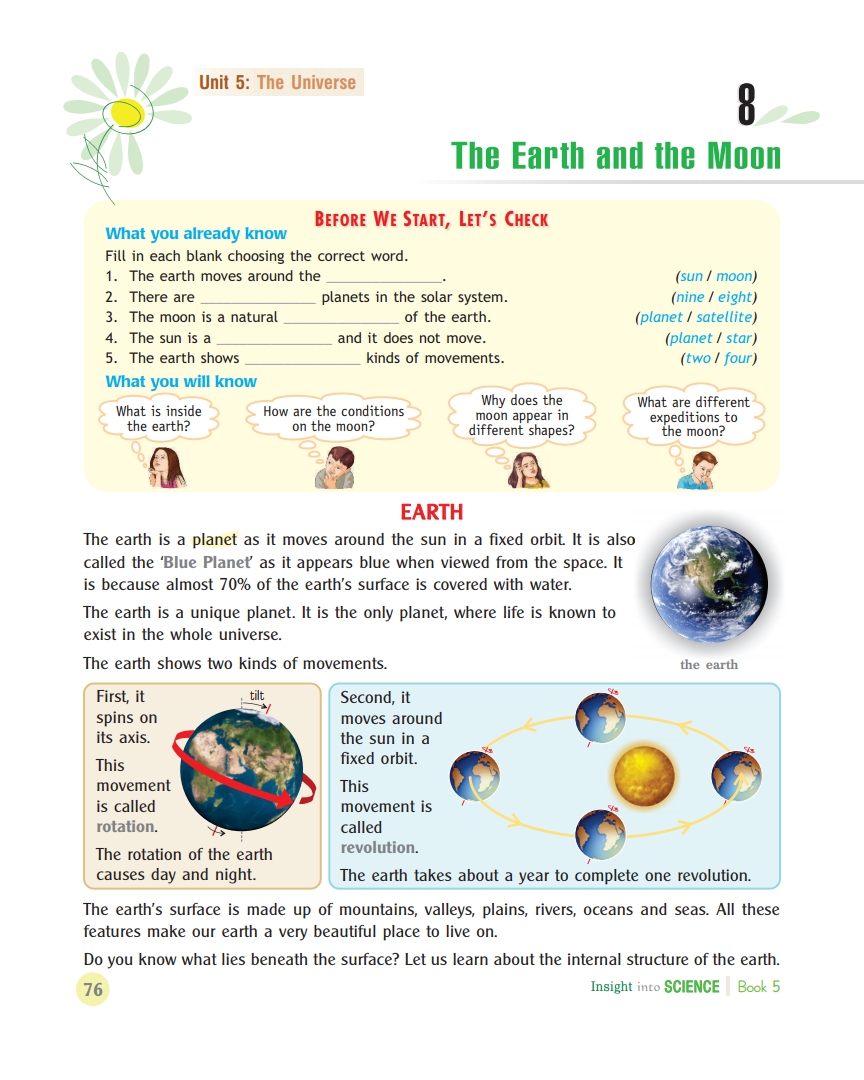 Unit 5: The Universe
8
The Earth and the Moon
BEFORE WE START, LET'S CHECK
What you already know
Fill in each blank choosing the correct word.
1. The earth moves around the ______________. (sun / moon)
2. There are ______________ planets in the solar system. (nine / eight)
3. The moon is a natural ______________ of the earth. (planet / satellite)
4. The sun is a ______________ and it does not move. (planet / star)
5. The earth shows ______________ kinds of movements. (two / four)
What you will know
What is inside
the earth?
How are the conditions
on the moon?
Why does the
moon appear in
different shapes?
What are different
expeditions to
the moon?
EARTH
The earth is a planet as it moves around the sun in a fixed orbit. It is also
called the 'Blue Planet' as it appears blue when viewed from the space. It
is because almost 70% of the earth's surface is covered with water.
The earth is a unique planet. It is the only planet, where life is known to
exist in the whole universe.
The earth shows two kinds of movements.
the earth
First, it
spins on
its axis.
This
movement
is called
rotation.
The rotation of the earth
causes day and night.
tilt
Second, it
moves around
the sun in a
fixed orbit.
This
movement is
called
revolution.
The earth takes about a year to complete one revolution.
The earth's surface is made up of mountains, valleys, plains, rivers, oceans and seas. All these
features make our earth a very beautiful place to live on.
Do you know what lies beneath the surface? Let us learn about the internal structure of the earth.
76
Insight into SCIENCE | Book 5